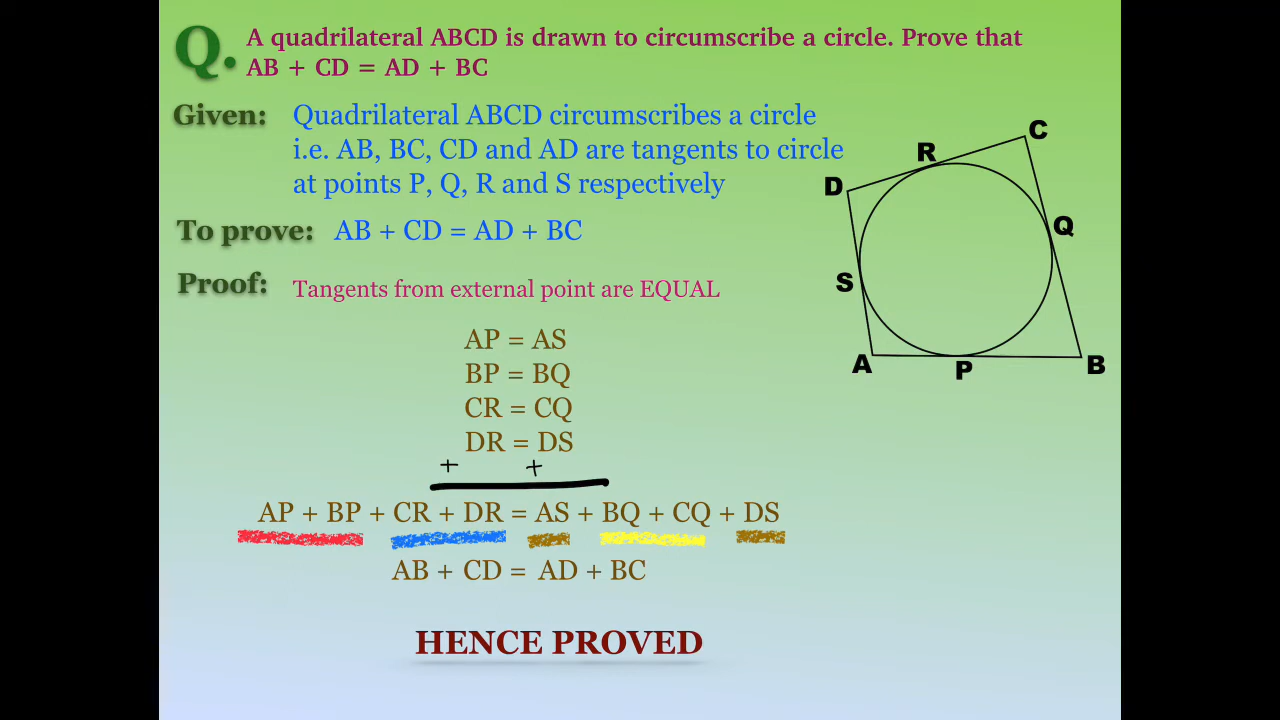 Q. A quadrilateral ABCD is drawn to circumscribe a circle. Prove that
AB + CD = AD + BC
Given: Quadrilateral ABCD circumscribes a circle
i.e. AB, BC, CD and AD are tangents to circle
at points P, Q, R and S respectively
To prove: AB + CD = AD + BC
Proof: Tangents from external point are EQUAL
AP = AS
BP = BQ
CR = CQ
DR = DS
+ +
AP + BP + CR + DR = AS + BQ + CQ + DS
AB + CD = AD + BC
HENCE PROVED
C
R
D
Q
S
A
P
B